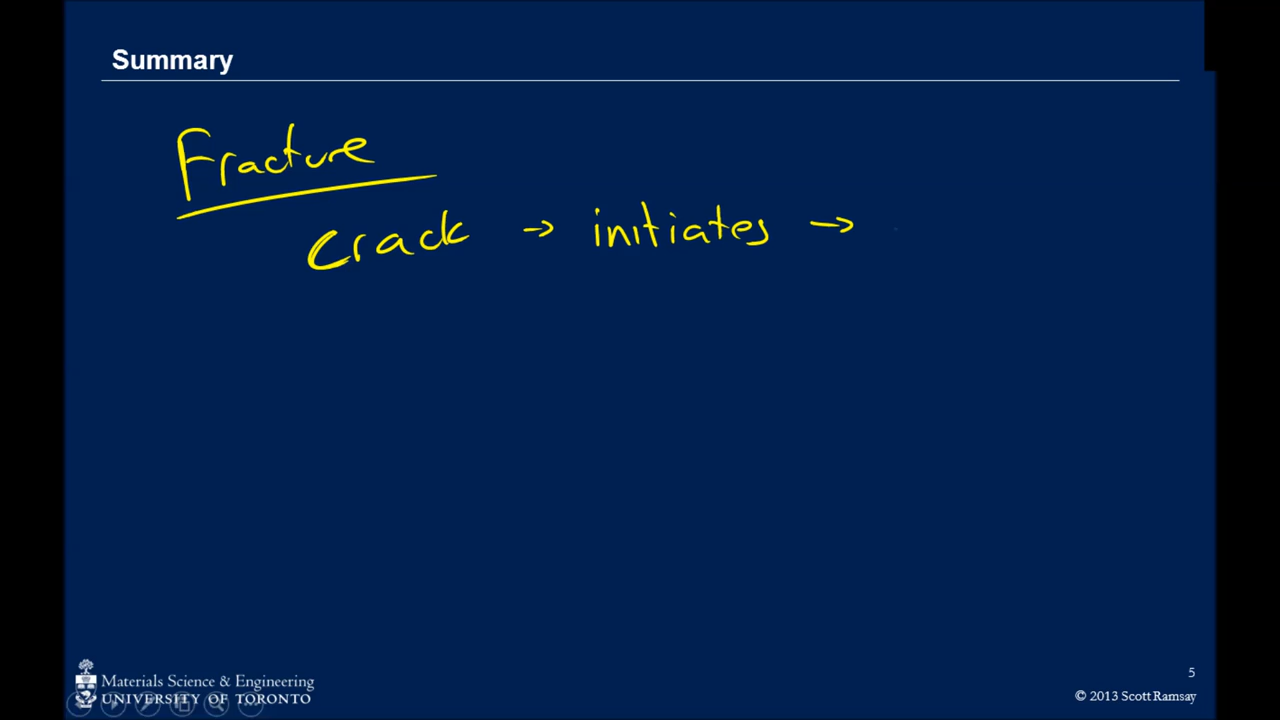 Summary
Fracture
crack → initiates →
5
Materials Science & Engineering
UNIVERSITY OF TORONTO
© 2013 Scott Ramsay